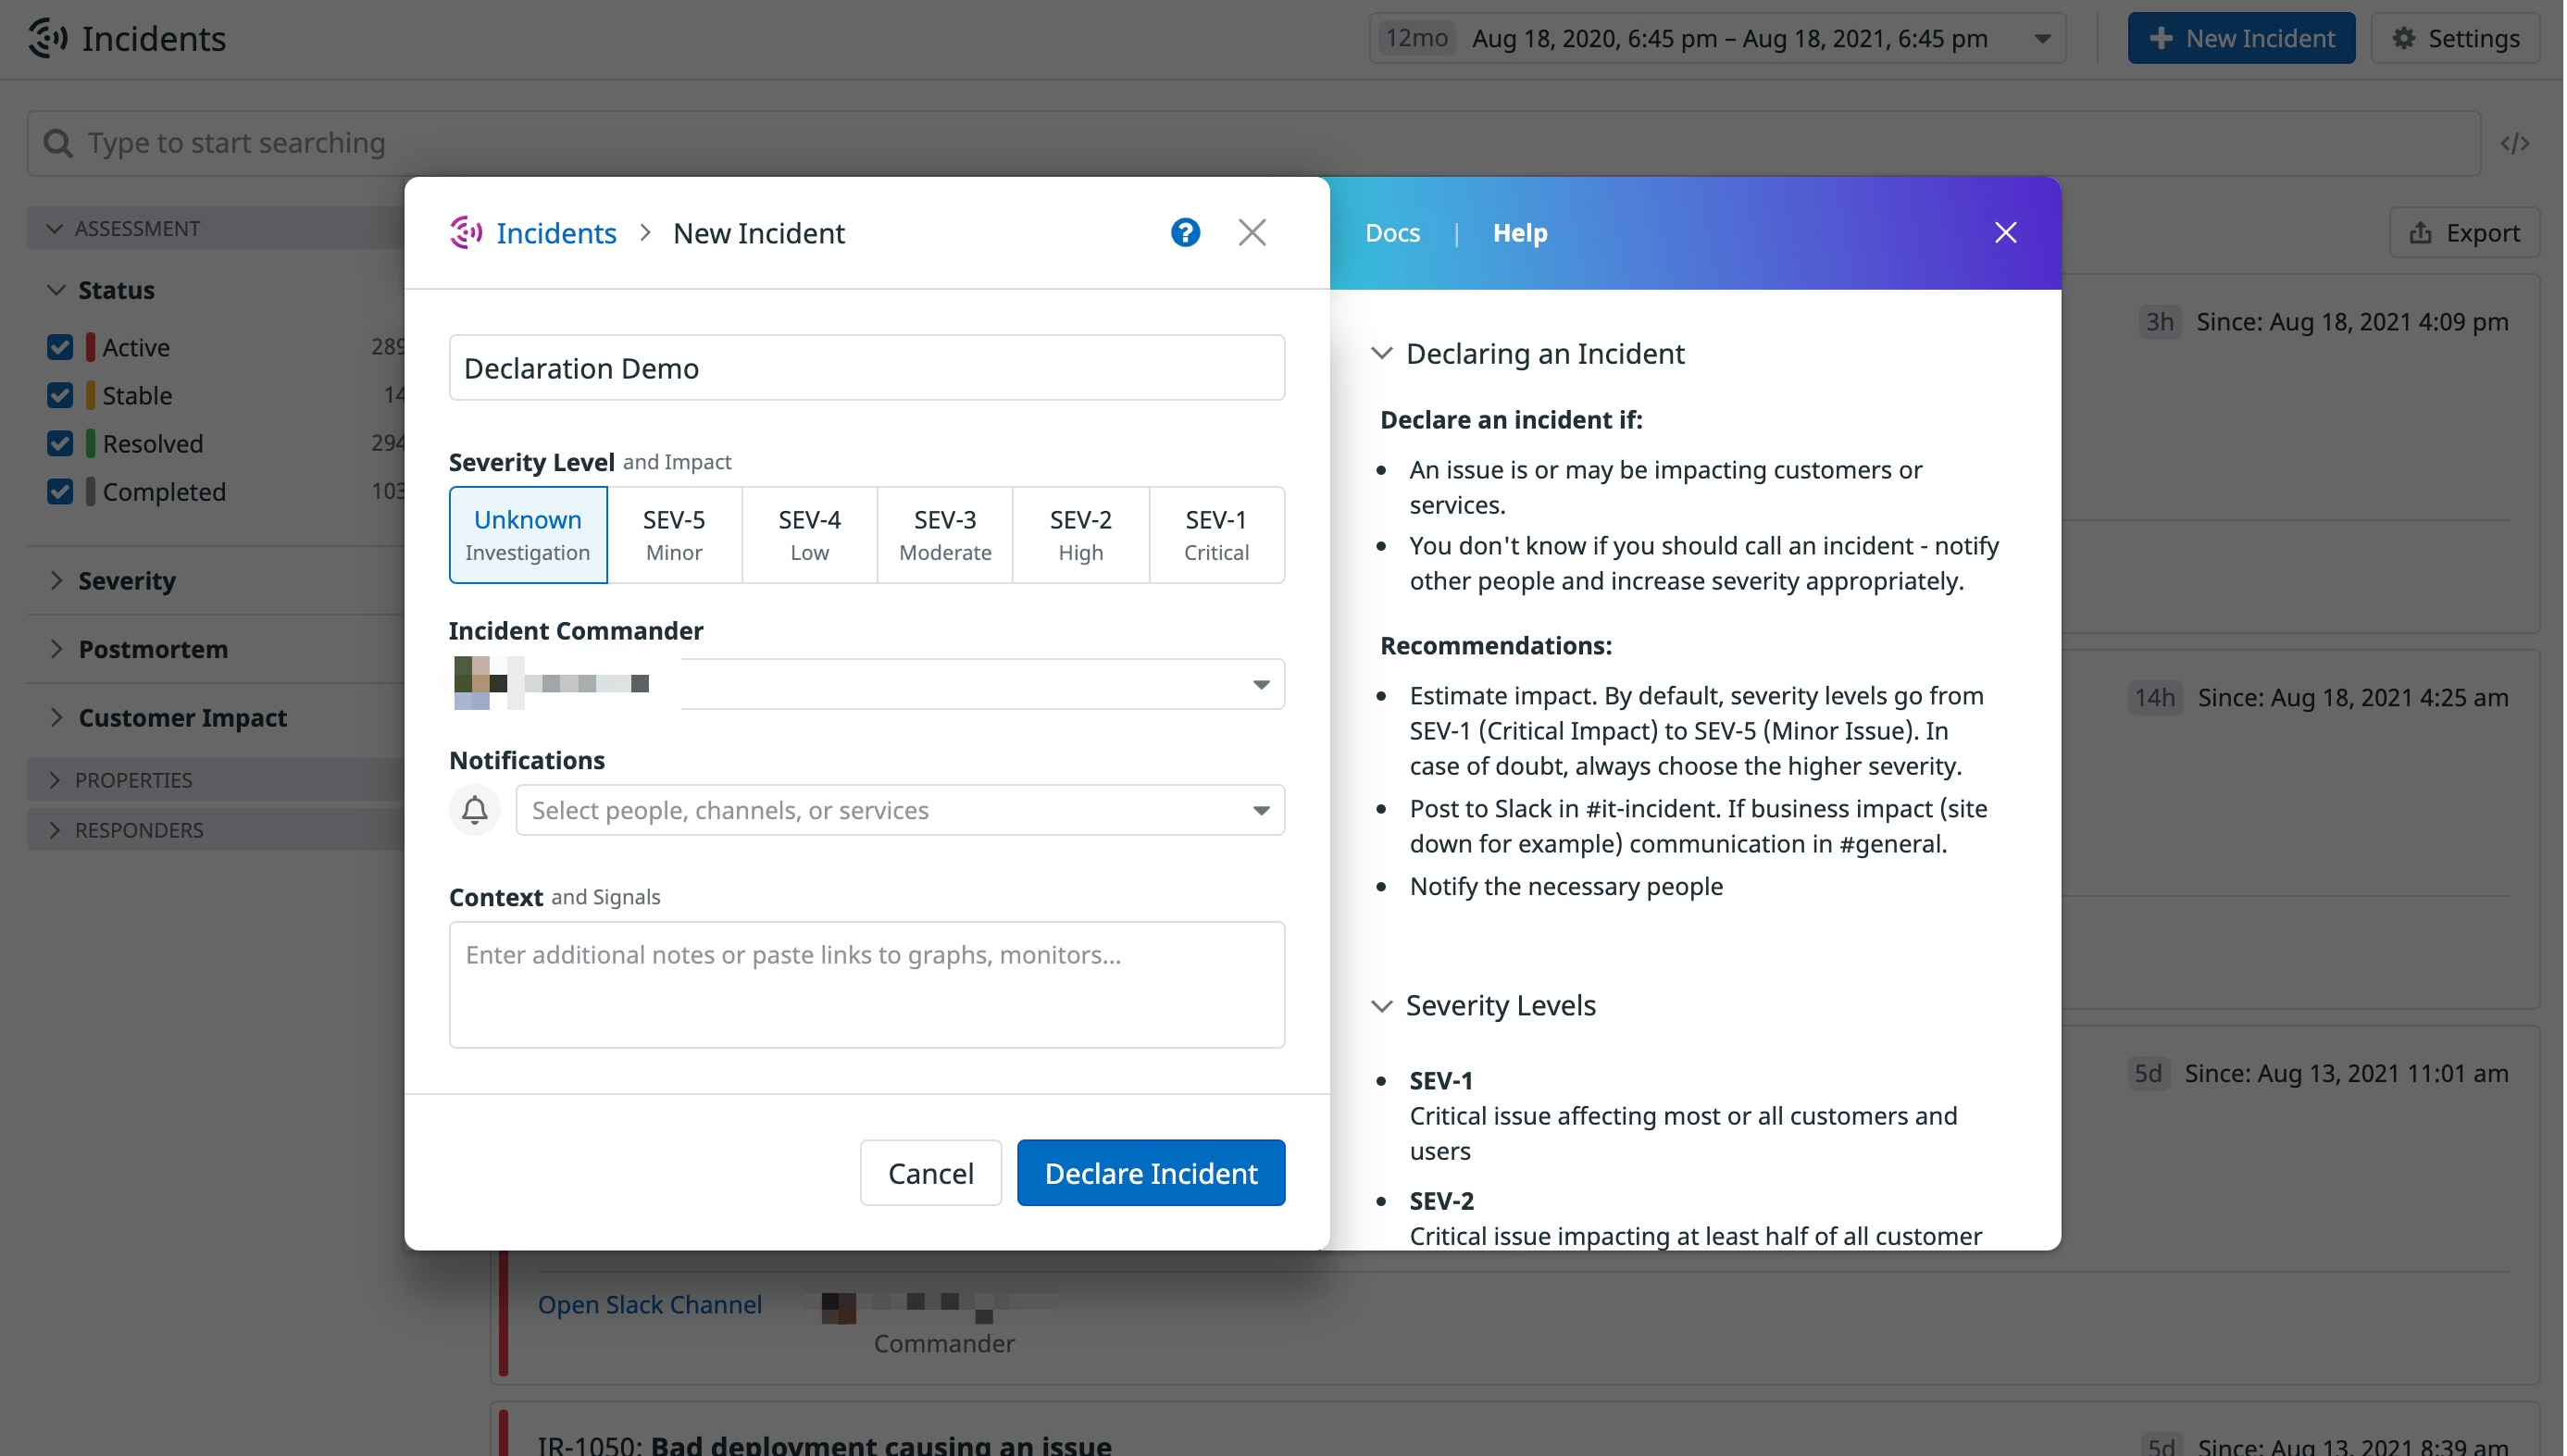 Incidents
12mo Aug 18, 2020, 6:45 pm – Aug 18, 2021, 6:45 pm
New Incident
Settings
Type to start searching
</>
ASSESSMENT
Status
Active 289
Stable 14
Resolved 294
Completed 103
Severity
Postmortem
Customer Impact
PROPERTIES
RESPONDERS
Incidents > New Incident
?
Declaration Demo
Severity Level and Impact
Unknown
Investigation
SEV-5
Minor
SEV-4
Low
SEV-3
Moderate
SEV-2
High
SEV-1
Critical
Incident Commander
Notifications
Select people, channels, or services
Context and Signals
Enter additional notes or paste links to graphs, monitors...
Cancel
Declare Incident
Docs | Help
Declaring an Incident
Declare an incident if:
• An issue is or may be impacting customers or
services.
• You don't know if you should call an incident - notify
other people and increase severity appropriately.
Recommendations:
• Estimate impact. By default, severity levels go from
SEV-1 (Critical Impact) to SEV-5 (Minor Issue). In
case of doubt, always choose the higher severity.
• Post to Slack in #it-incident. If business impact (site
down for example) communication in #general.
• Notify the necessary people
Severity Levels
• SEV-1
Critical issue affecting most or all customers and
users
• SEV-2
Critical issue impacting at least half of all customer
Export
3h Since: Aug 18, 2021 4:09 pm
14h Since: Aug 18, 2021 4:25 am
5d Since: Aug 13, 2021 11:01 am
Open Slack Channel
Commander
IR-1050: Bad deployment causing an issue
5d Since: Aug 13, 2021 8:39 am